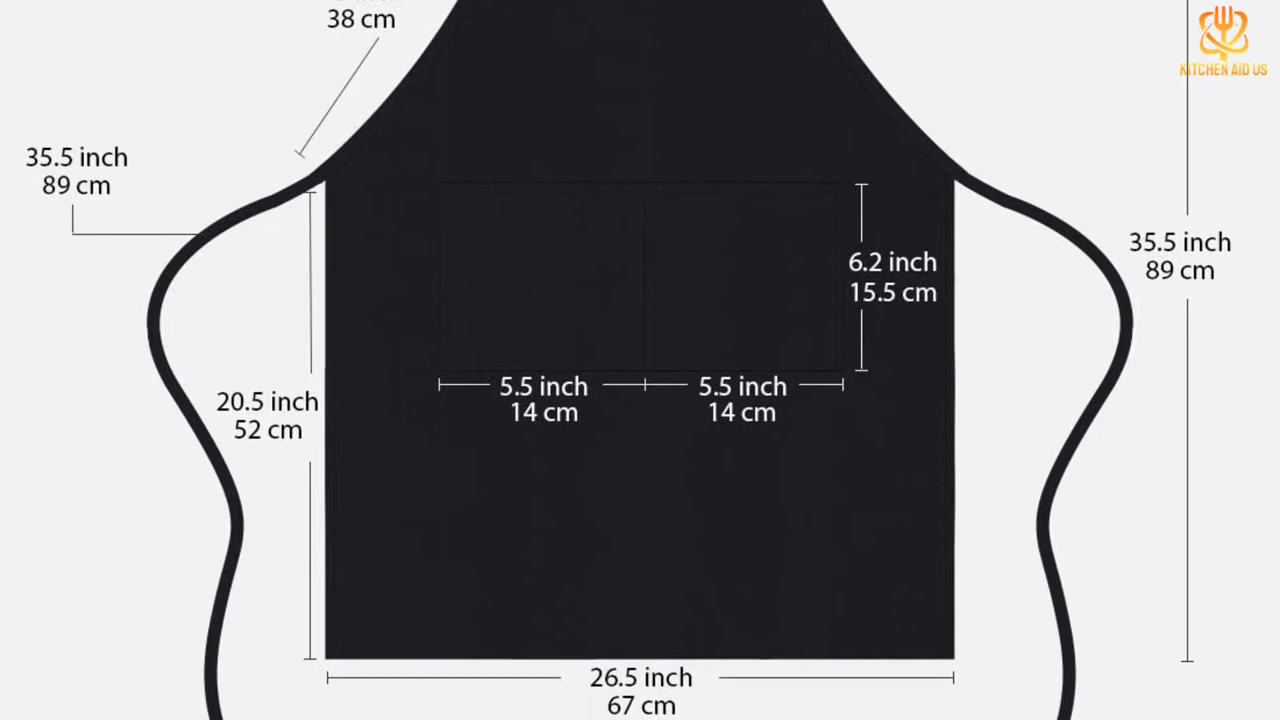 38 cm
KITCHEN AID US
35.5 inch
89 cm
35.5 inch
89 cm
6.2 inch
15.5 cm
5.5 inch
14 cm
5.5 inch
14 cm
20.5 inch
52 cm
26.5 inch
67 cm